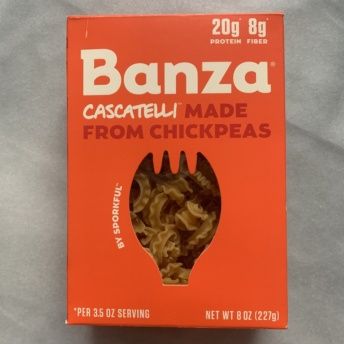 20g 8g
PROTEIN FIBER
Banza®
CASCATELLI™ MADE
FROM CHICKPEAS
BY SPORKFUL™
*PER 3.5 OZ SERVING
NET WT 8 OZ (227g)